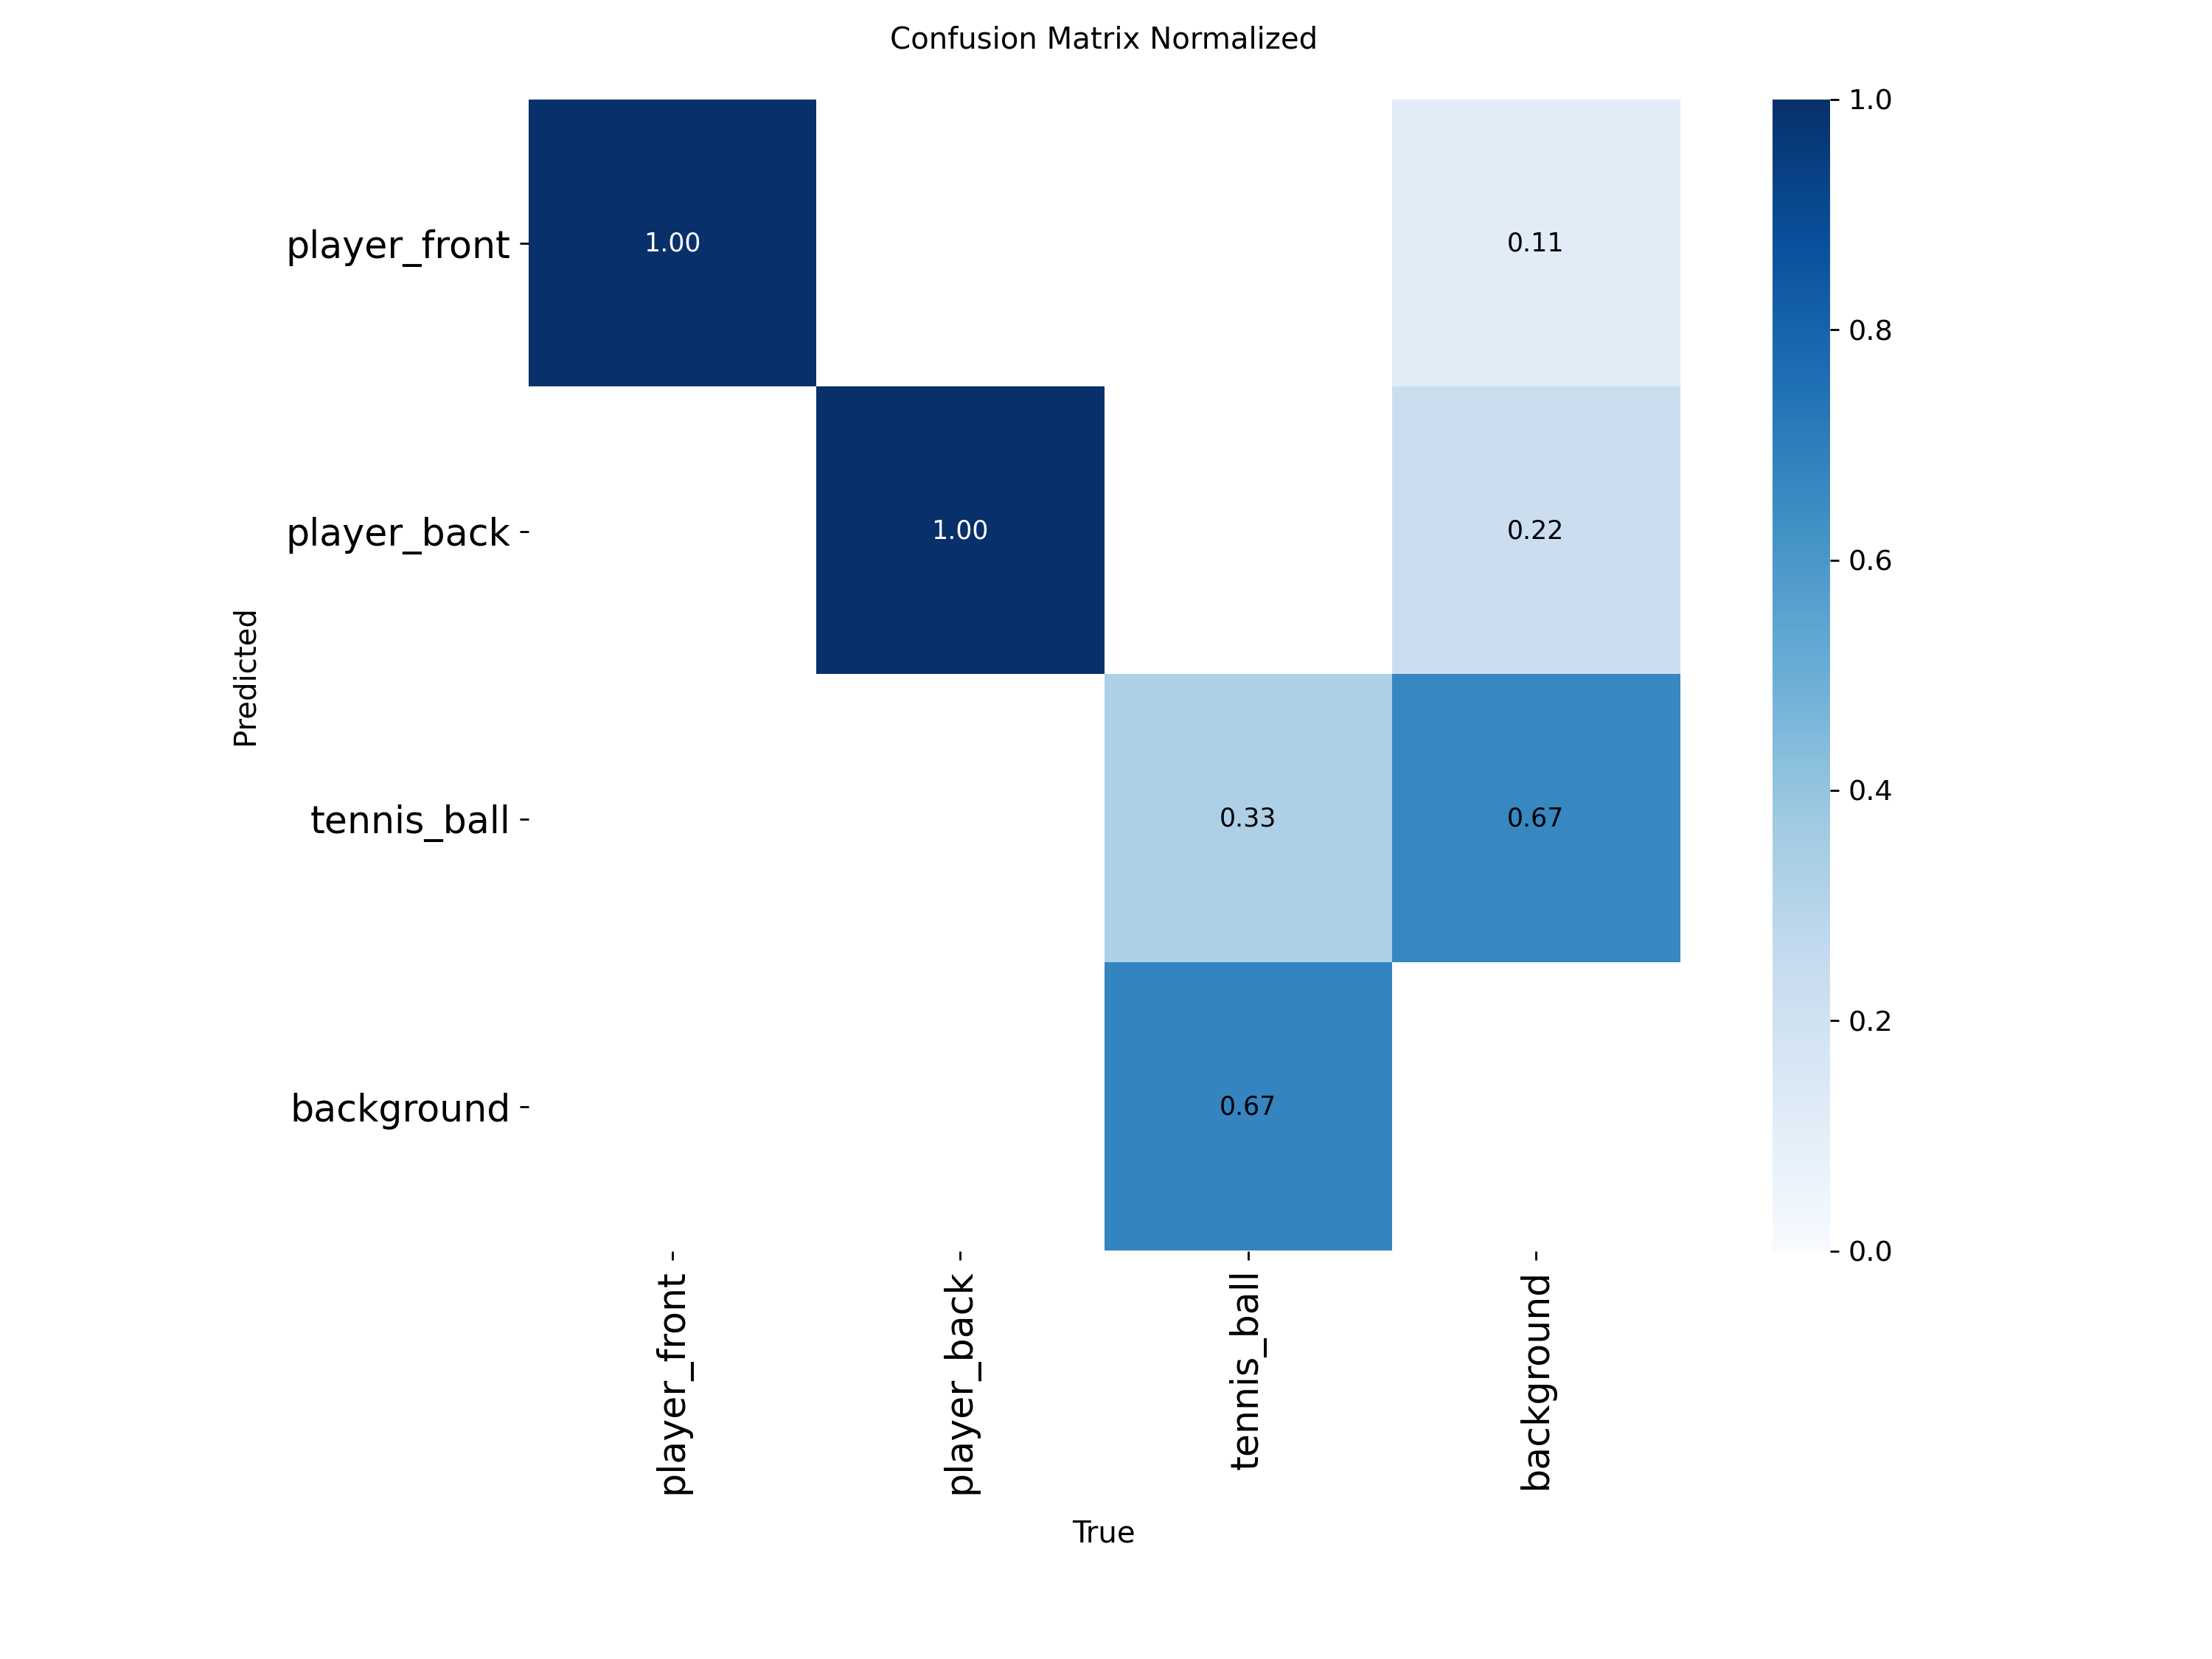 Confusion Matrix Normalized
player_front
1.00
0.11
player_back
1.00
0.22
tennis_ball
0.33
0.67
background
0.67
Predicted
player_front
player_back
tennis_ball
background
True
1.0
0.8
0.6
0.4
0.2
0.0